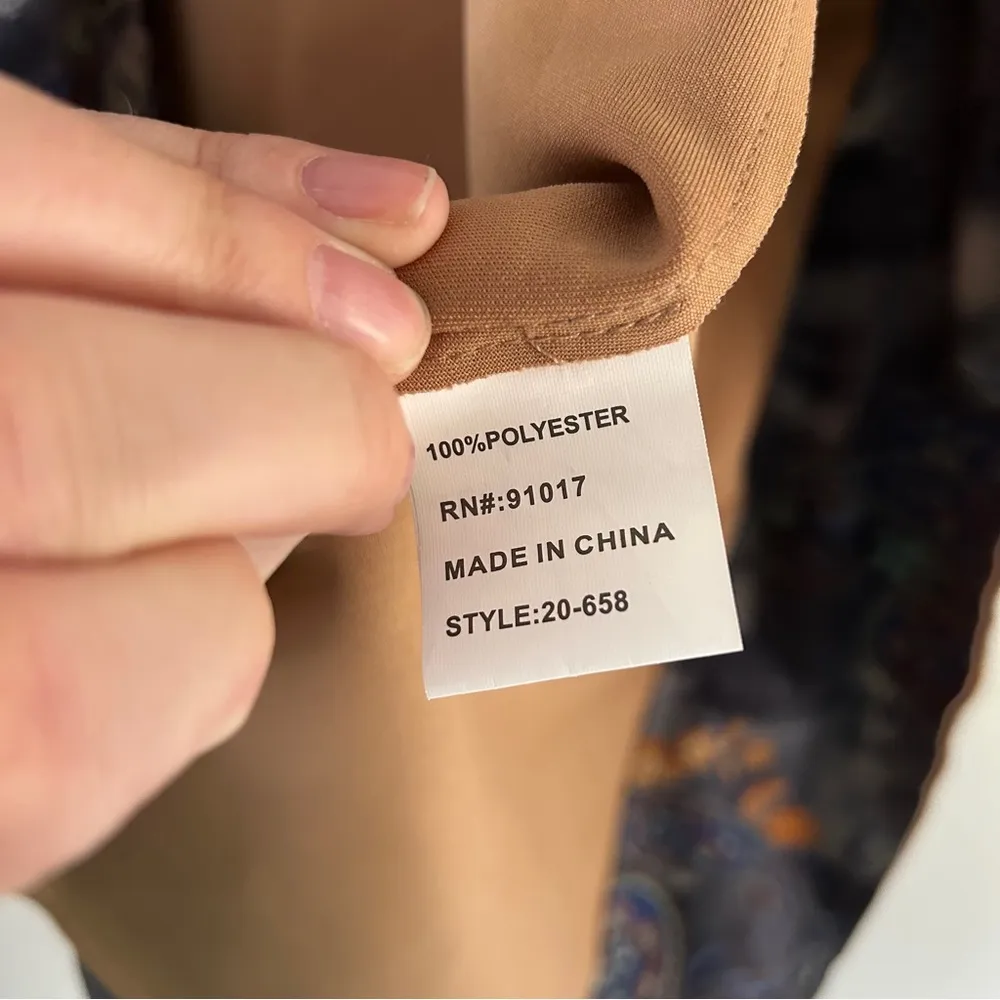 100%POLYESTER
RN#:91017
MADE IN CHINA
STYLE:20-658